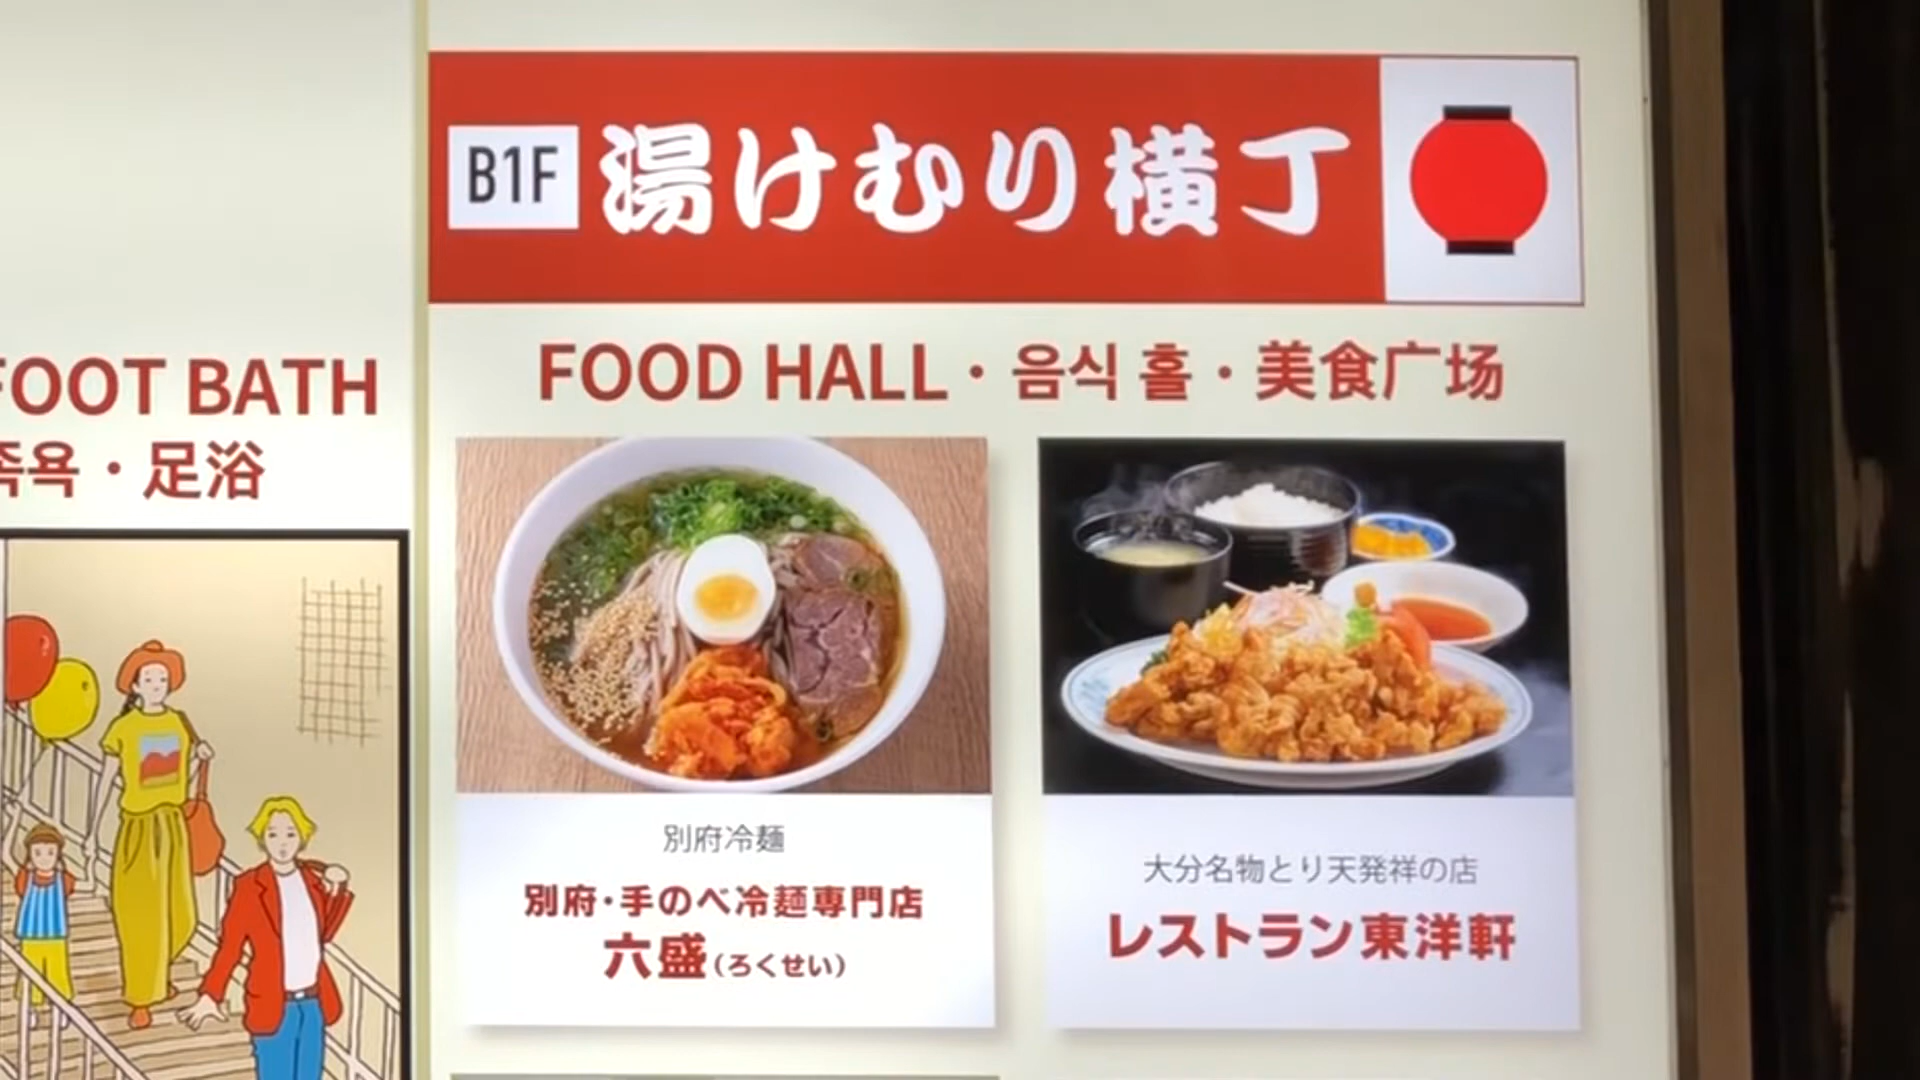 B1F 湯けむり横丁
FOOD HALL・음식 홀・美食广场
FOOT BATH
족욕・足浴
別府冷麺
別府・手のべ冷麺専門店
六盛(ろくせい)
大分名物とり天発祥の店
レストラン東洋軒